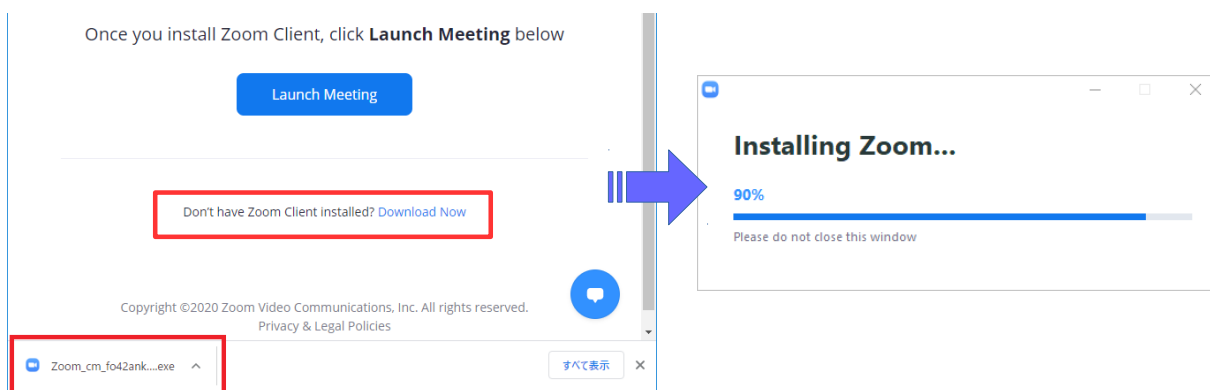 Once you install Zoom Client, click Launch Meeting below
Launch Meeting
Don't have Zoom Client installed? Download Now
Copyright ©2020 Zoom Video Communications, Inc. All rights reserved.
Privacy & Legal Policies
Zoom_cm_fo42ank....exe
すべて表示
Installing Zoom...
90%
Please do not close this window